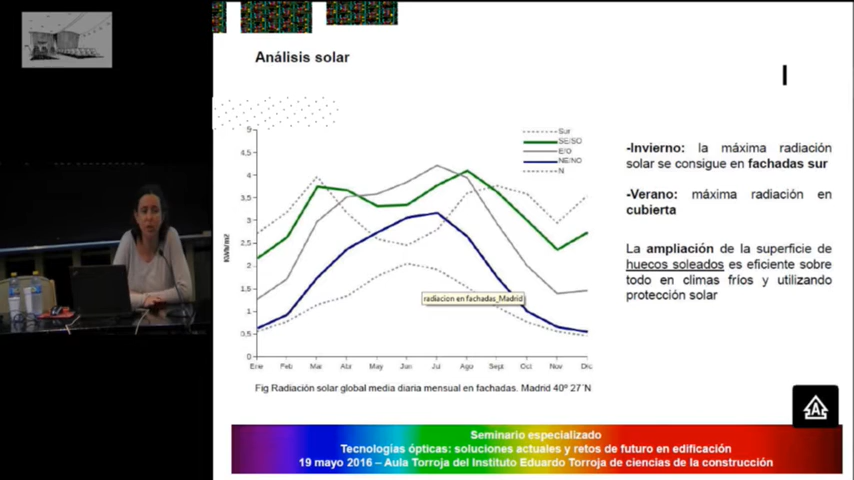 Análisis solar
5
4,5
4
3,5
3
2,5
2
1,5
1
0,5
0
KWh/m2
Sur
SE/SO
E/O
NE/NO
N
radiacion en fachadas_Madrid
Ene Feb Mar Abr May Jun Jul Ago Sept Oct Nov Dic
Fig Radiación solar global media diaria mensual en fachadas. Madrid 40º 27´N
-Invierno: la máxima radiación
solar se consigue en fachadas sur
-Verano: máxima radiación en
cubierta
La ampliación de la superficie de
huecos soleados es eficiente sobre
todo en climas fríos y utilizando
protección solar
Seminario especializado
Tecnologías ópticas: soluciones actuales y retos de futuro en edificación
19 mayo 2016 – Aula Torroja del Instituto Eduardo Torroja de ciencias de la construcción